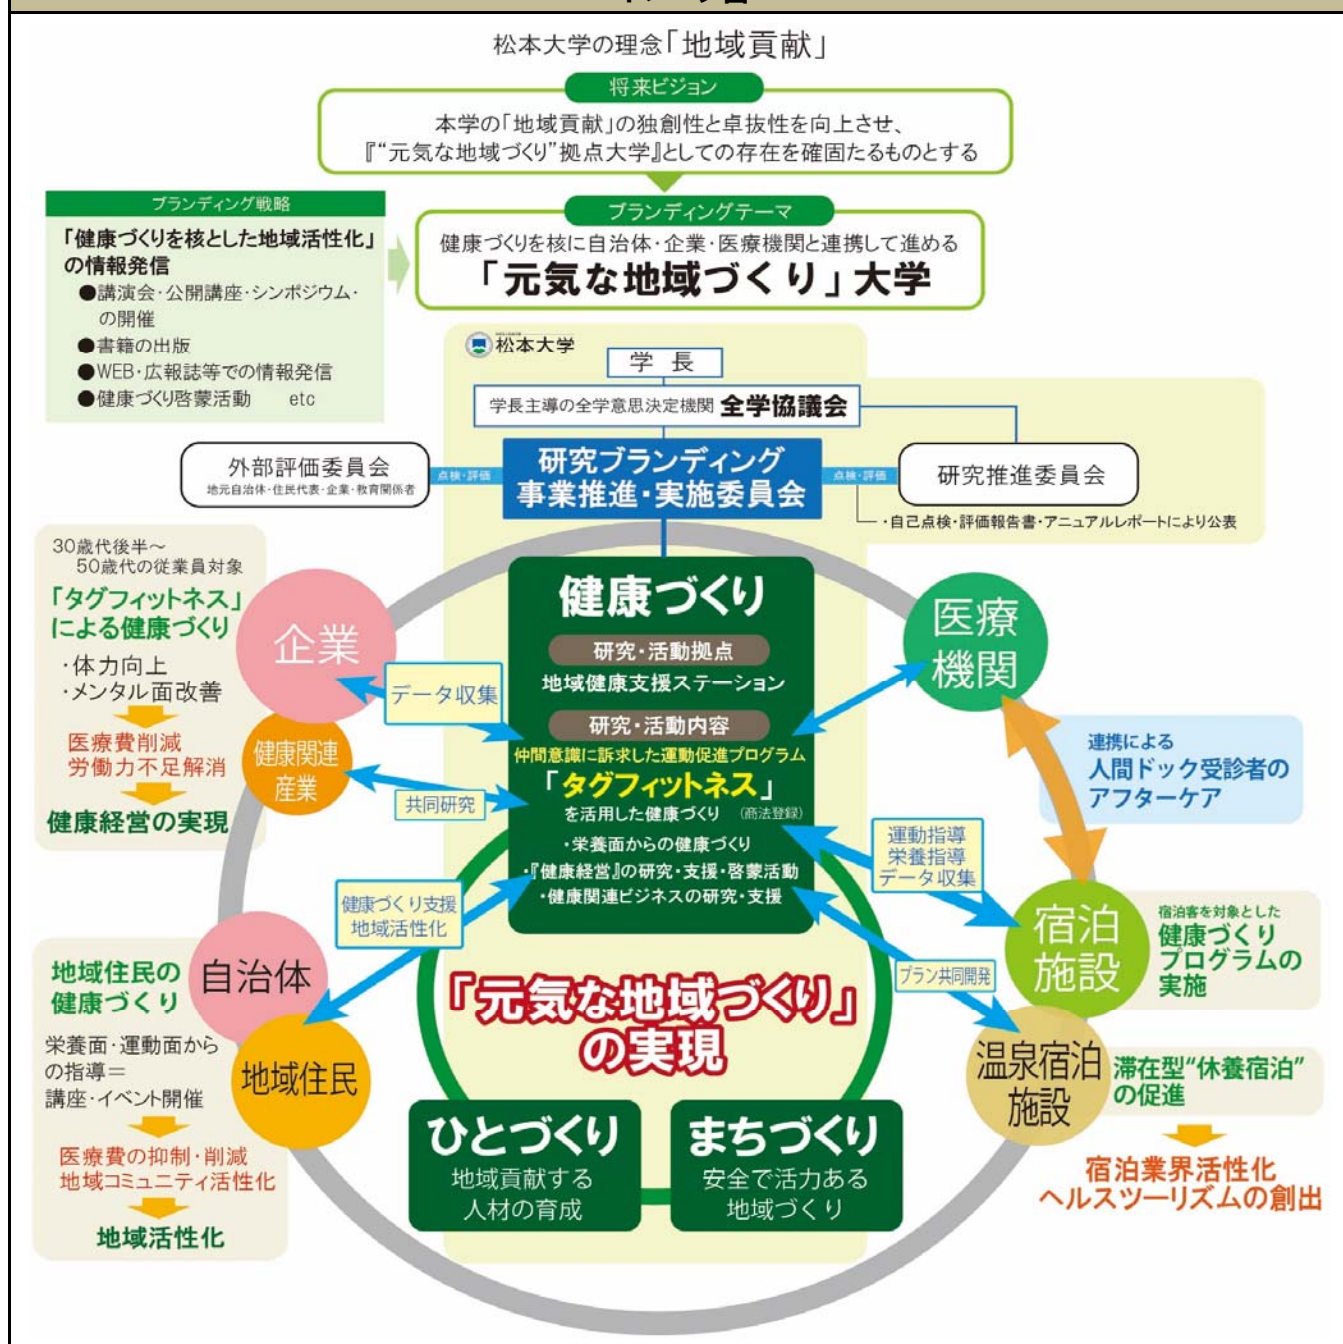 松本大学の理念「地域貢献」
将来ビジョン
本学の「地域貢献」の独創性と卓抜性を向上させ、
『“元気な地域づくり”拠点大学』としての存在を確固たるものとする
ブランディング戦略
「健康づくりを核とした地域活性化」
の情報発信
●講演会・公開講座・シンポジウム・
の開催
●書籍の出版
●WEB・広報誌等での情報発信
●健康づくり啓蒙活動 etc
ブランディングテーマ
健康づくりを核に自治体・企業・医療機関と連携して進める
「元気な地域づくり」大学
松本大学
学 長
学長主導の全学意思決定機関 全学協議会
外部評価委員会
地元自治体・住民代表・企業・教育関係者
点検・評価
研究ブランディング
事業推進・実施委員会
点検・評価
研究推進委員会
・自己点検・評価報告書・アニュアルレポートにより公表
30歳代後半～
50歳代の従業員対象
「タグフィットネス」
による健康づくり
・体力向上
・メンタル面改善
医療費削減
労働力不足解消
健康経営の実現
企業
健康関連
産業
データ収集
共同研究
健康づくり
研究・活動拠点
地域健康支援ステーション
研究・活動内容
仲間意識に訴求した運動促進プログラム
「タグフィットネス」
を活用した健康づくり (商法登録)
・栄養面からの健康づくり
・『健康経営』の研究・支援・啓蒙活動
・健康関連ビジネスの研究・支援
医療
機関
連携による
人間ドック受診者の
アフターケア
運動指導
栄養指導
データ収集
宿泊
施設
宿泊客を対象とした
健康づくり
プログラムの
実施
健康づくり支援
地域活性化
プラン共同開発
地域住民の
健康づくり
自治体
地域住民
栄養面・運動面から
の指導＝
講座・イベント開催
医療費の抑制・削減
地域コミュニティ活性化
地域活性化
「元気な地域づくり」
の実現
温泉宿泊
施設
滞在型“休養宿泊”
の促進
宿泊業界活性化
ヘルスツーリズムの創出
ひとづくり
地域貢献する
人材の育成
まちづくり
安全で活力ある
地域づくり